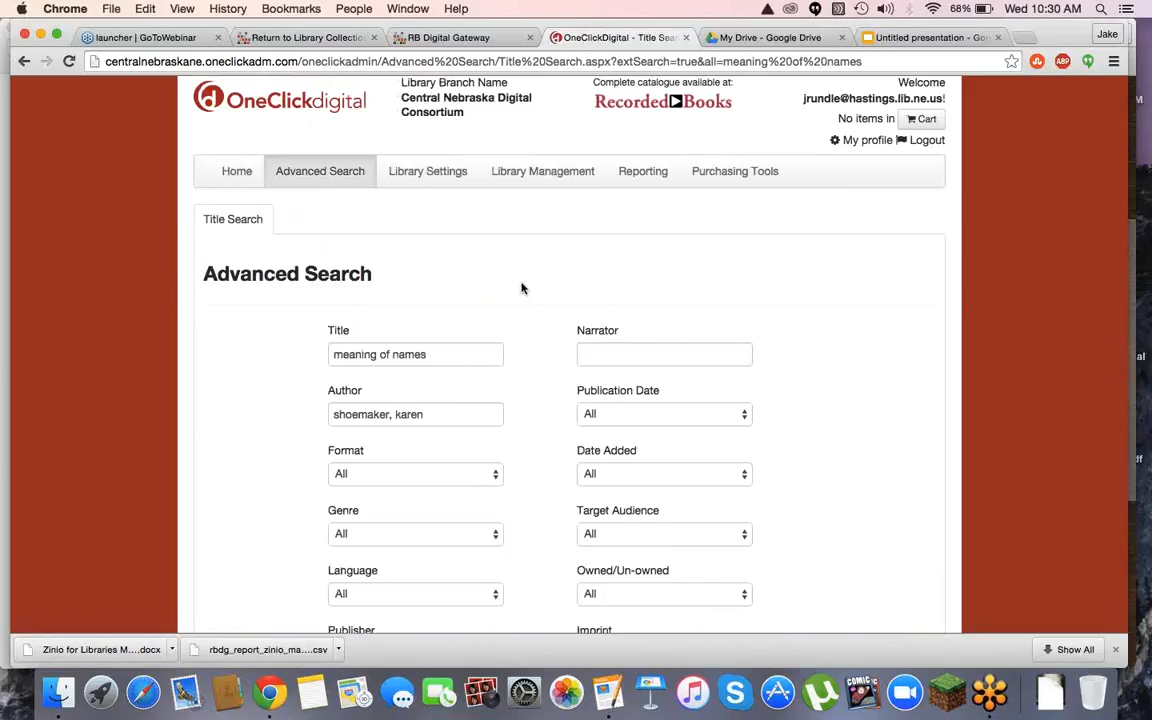 Chrome File Edit View History Bookmarks People Window Help 68% Wed 10:30 AM
launcher | GoToWebinar Return to Library Collectio RB Digital Gateway OneClickDigital - Title Sear My Drive - Google Drive Untitled presentation - Go Jake
centralnebraskane.oneclickadm.com/oneclickadmin/Advanced%20Search/Title%20Search.aspx?extSearch=true&all=meaning%20of%20names
ABP
Library Branch Name Complete catalogue available at: Welcome
OneClickdigital Central Nebraska Digital Recorded Books jrundle@hastings.lib.ne.us!
Consortium No items in Cart
My profile Logout
Home Advanced Search Library Settings Library Management Reporting Purchasing Tools
Title Search
Advanced Search
Title Narrator
meaning of names
Author Publication Date
shoemaker, karen All
Format Date Added
All All
Genre Target Audience
All All
Language Owned/Un-owned
All All
Publisher Imprint
Zinio for Libraries M....docx rbdg_report_zinio_ma....csv Show All
COMIC